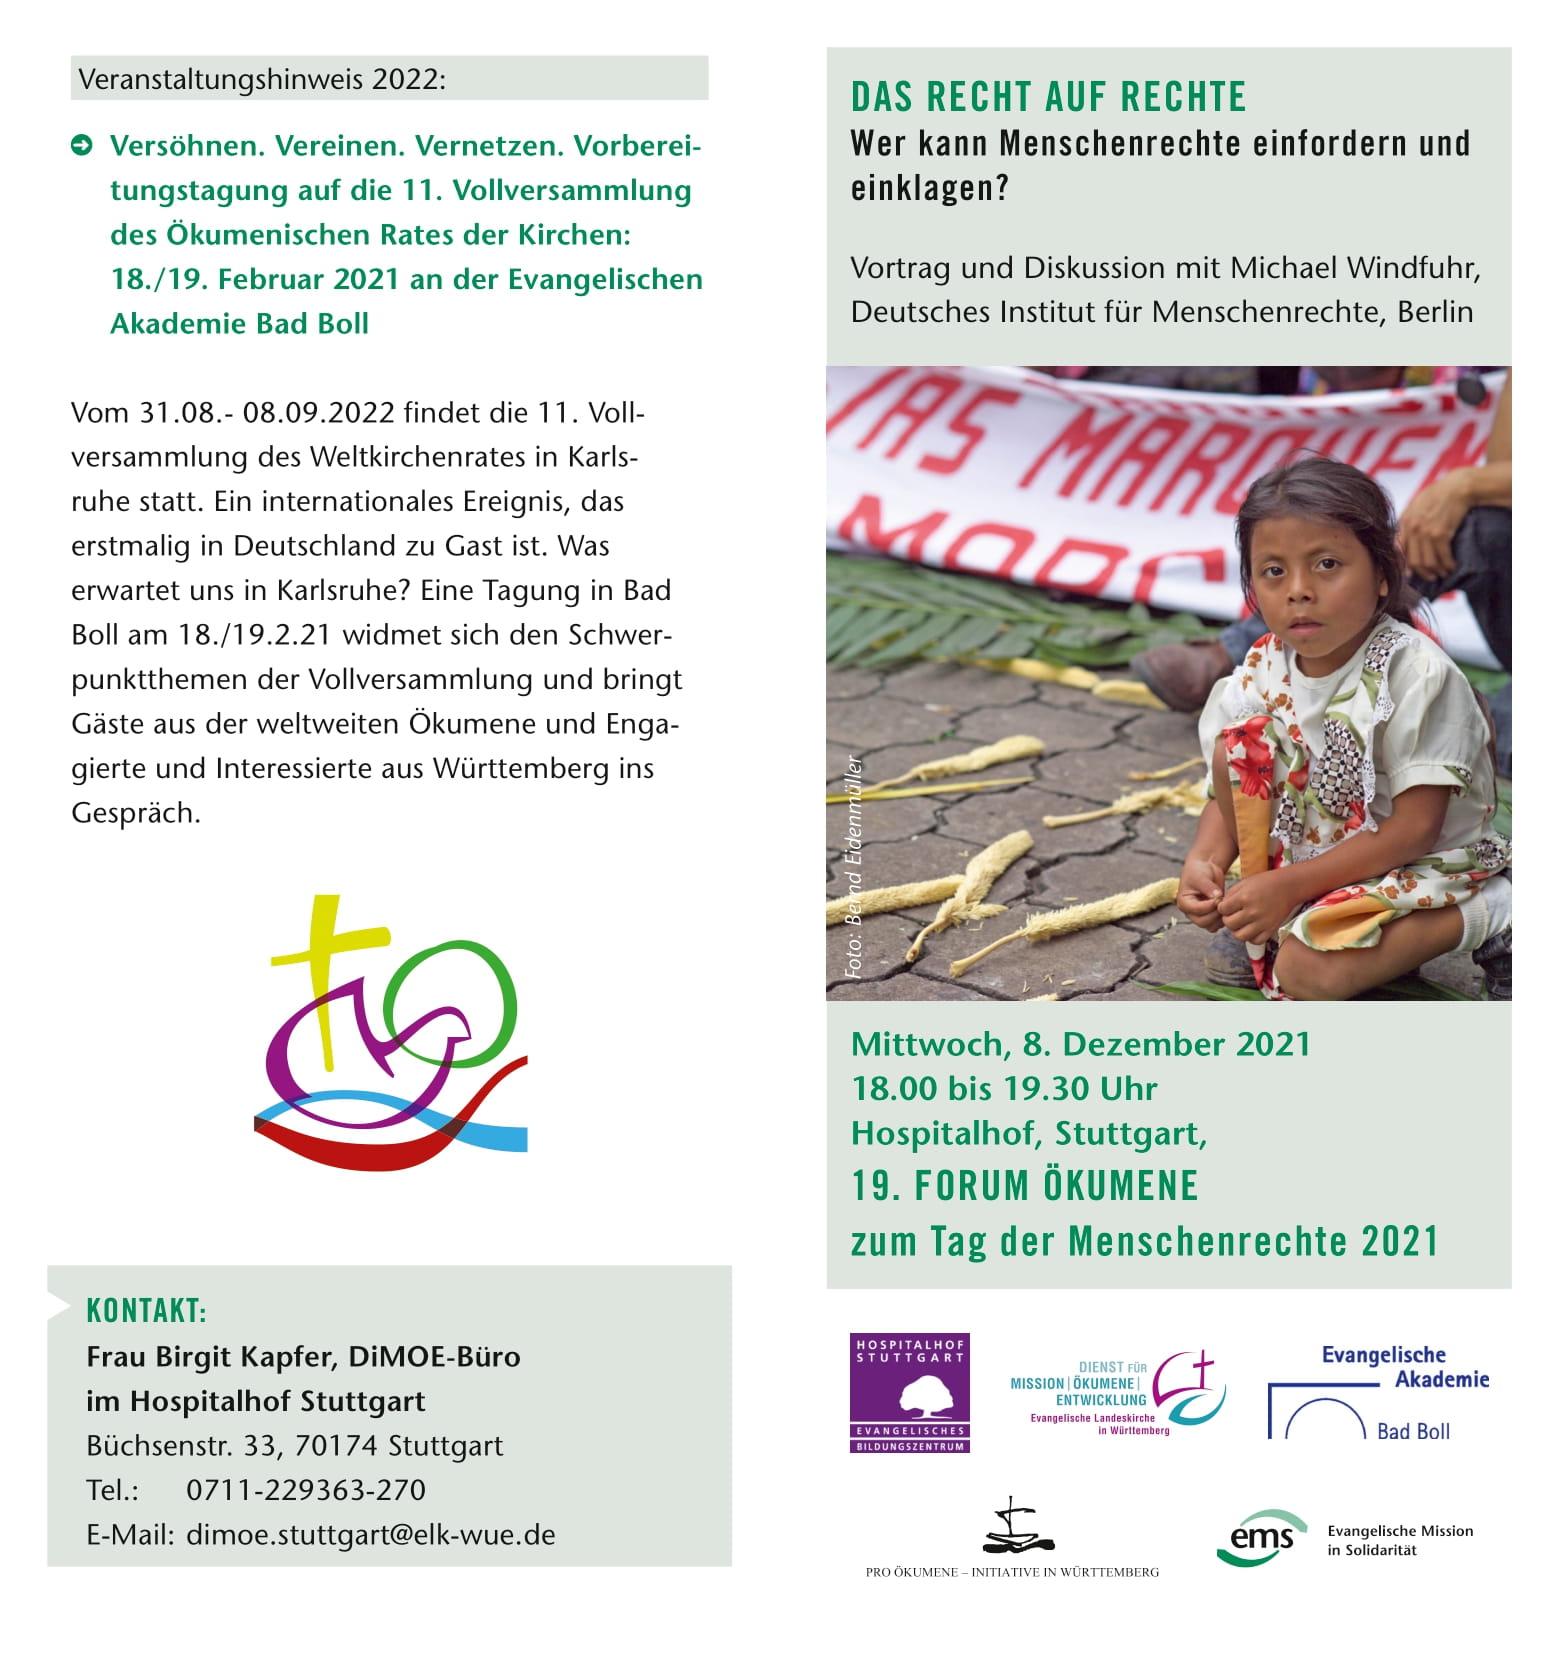 Veranstaltungshinweis 2022:
Versöhnen. Vereinen. Vernetzen. Vorberei-
tungstagung auf die 11. Vollversammlung
des Ökumenischen Rates der Kirchen:
18./19. Februar 2021 an der Evangelischen
Akademie Bad Boll
Vom 31.08.- 08.09.2022 findet die 11. Voll-
versammlung des Weltkirchenrates in Karls-
ruhe statt. Ein internationales Ereignis, das
erstmalig in Deutschland zu Gast ist. Was
erwartet uns in Karlsruhe? Eine Tagung in Bad
Boll am 18./19.2.21 widmet sich den Schwer-
punktthemen der Vollversammlung und bringt
Gäste aus der weltweiten Ökumene und Enga-
gierte und Interessierte aus Württemberg ins
Gespräch.
KONTAKT:
Frau Birgit Kapfer, DiMOE-Büro
im Hospitalhof Stuttgart
Büchsenstr. 33, 70174 Stuttgart
Tel.: 0711-229363-270
E-Mail: dimoe.stuttgart@elk-wue.de
DAS RECHT AUF RECHTE
Wer kann Menschenrechte einfordern und
einklagen?
Vortrag und Diskussion mit Michael Windfuhr,
Deutsches Institut für Menschenrechte, Berlin
Foto: Bernd Eidenmüller
Mittwoch, 8. Dezember 2021
18.00 bis 19.30 Uhr
Hospitalhof, Stuttgart,
19. FORUM ÖKUMENE
zum Tag der Menschenrechte 2021
HOSPITALHOF
STUTTGART
EVANGELISCHES
BILDUNGSZENTRUM
DIENST FÜR
MISSION | ÖKUMENE |
ENTWICKLUNG
Evangelische Landeskirche
in Württemberg
Evangelische
Akademie
Bad Boll
PRO ÖKUMENE – INITIATIVE IN WÜRTTEMBERG
ems
Evangelische Mission
in Solidarität